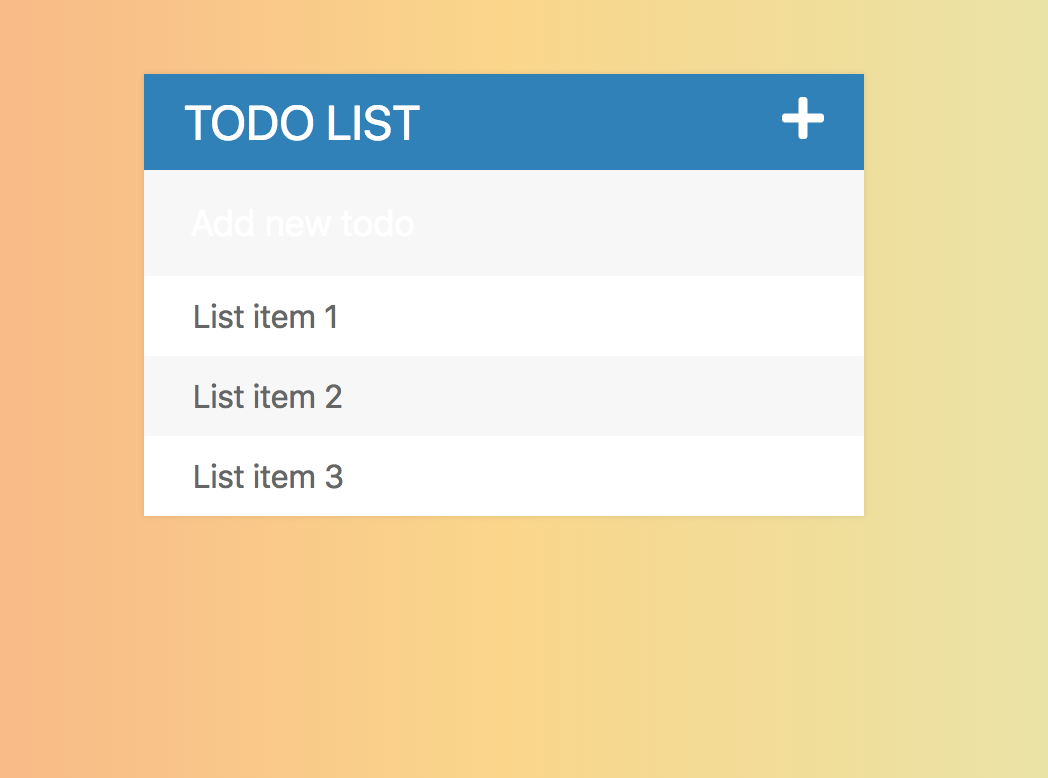 TODO LIST
Add new todo
List item 1
List item 2
List item 3